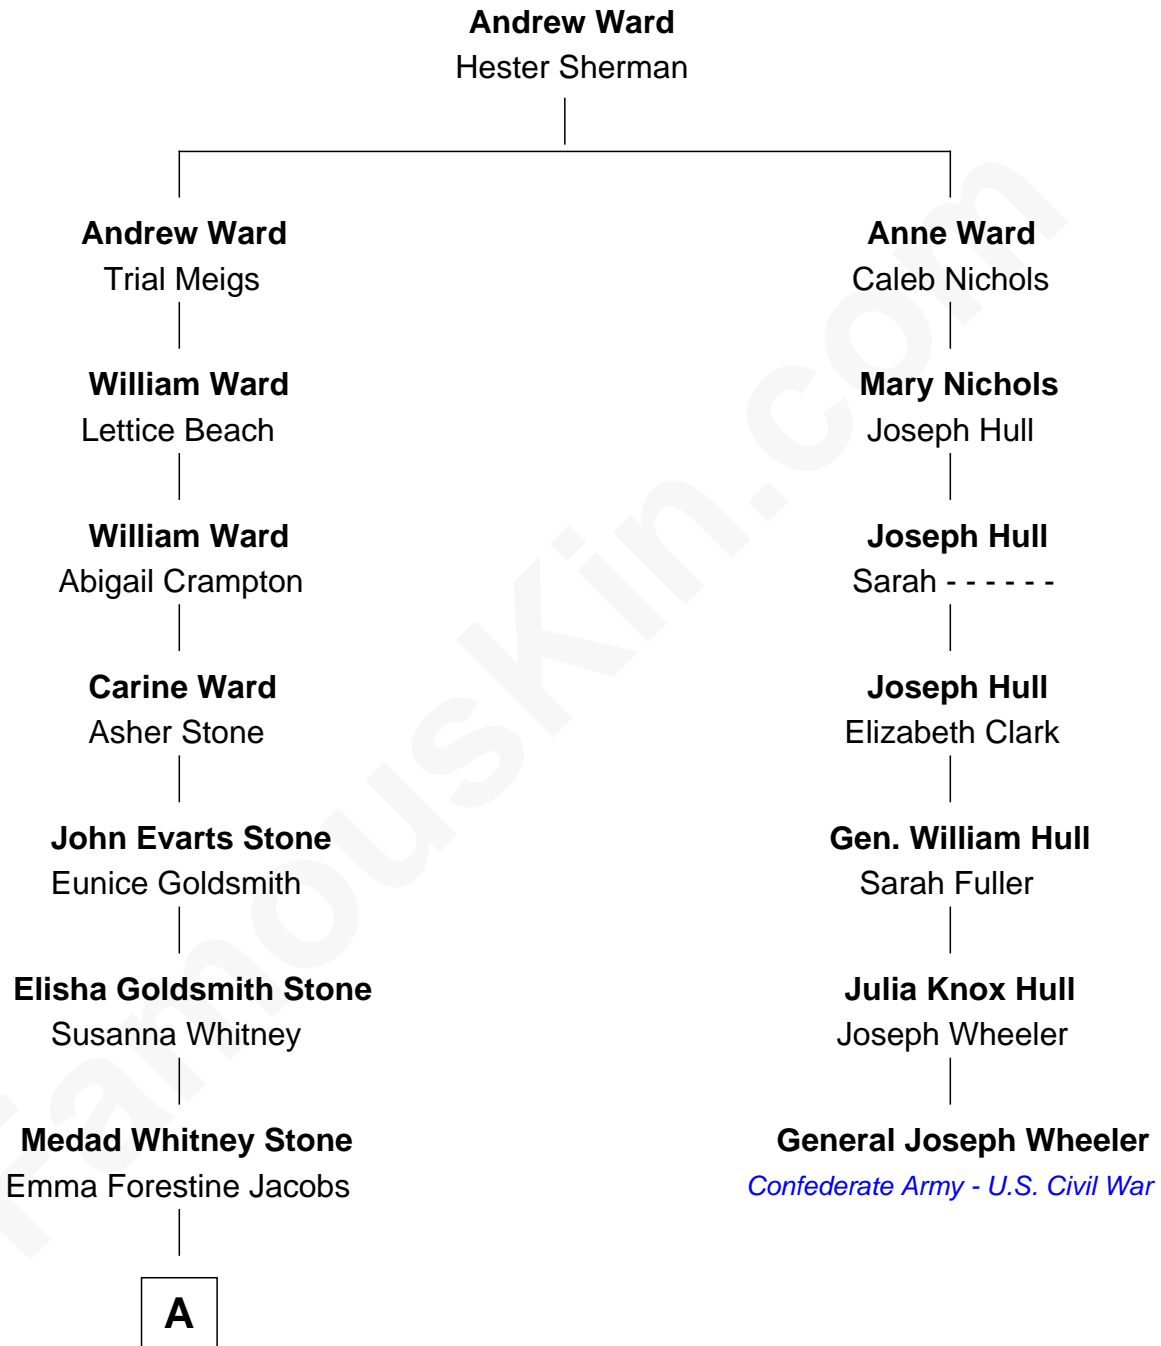 Andrew Ward
Hester Sherman
Andrew Ward
Trial Meigs
Anne Ward
Caleb Nichols
William Ward
Lettice Beach
Mary Nichols
Joseph Hull
William Ward
Abigail Crampton
Joseph Hull
Sarah - - - - - -
Carine Ward
Asher Stone
Joseph Hull
Elizabeth Clark
John Evarts Stone
Eunice Goldsmith
Gen. William Hull
Sarah Fuller
Elisha Goldsmith Stone
Susanna Whitney
Julia Knox Hull
Joseph Wheeler
Medad Whitney Stone
Emma Forestine Jacobs
General Joseph Wheeler
Confederate Army - U.S. Civil War
A
FamousKin.com